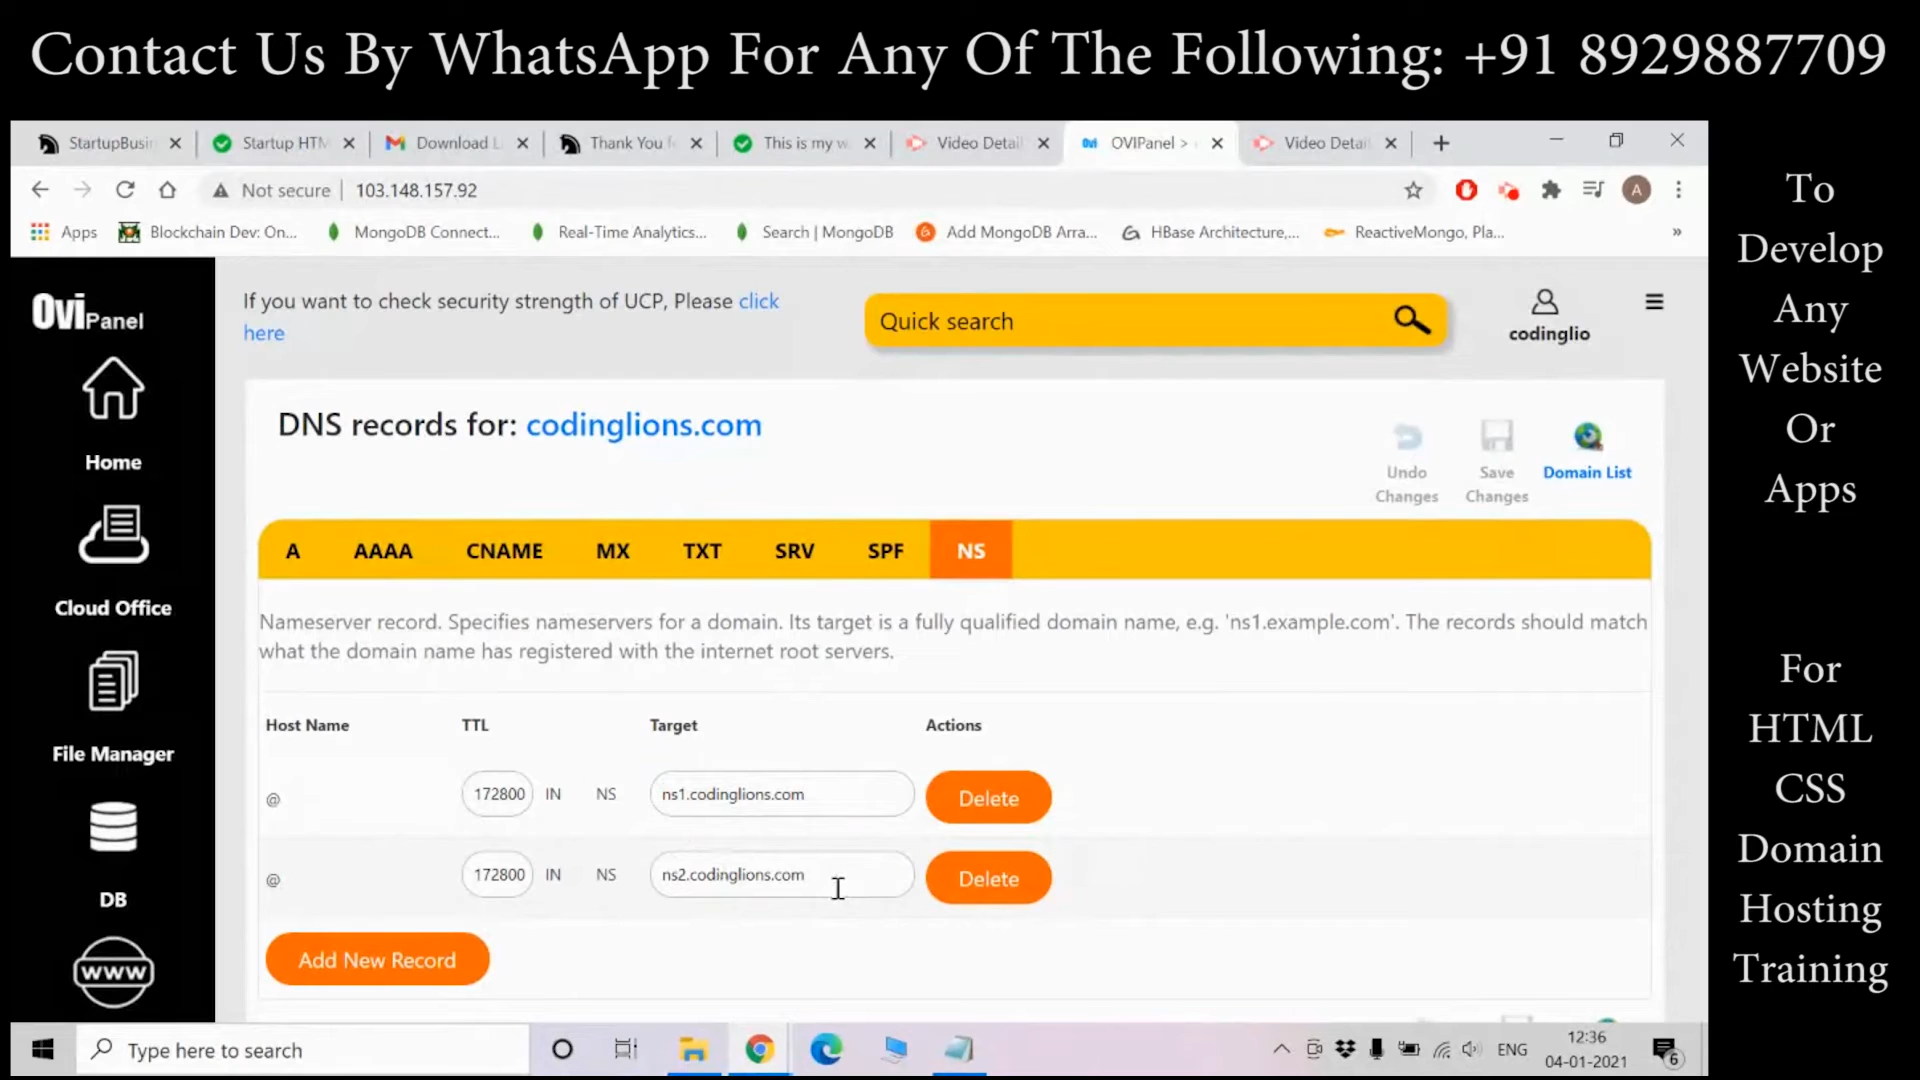 Contact Us By WhatsApp For Any Of The Following: +91 8929887709
StartupBusin
Startup HTM
Download L
Thank You f
This is my w
Video Detail
OVIPanel >
Video Detail
Not secure
103.148.157.92
A
Apps
Blockchain Dev: On...
MongoDB Connect...
Real-Time Analytics...
Search | MongoDB
Add MongoDB Arra...
HBase Architecture,...
ReactiveMongo, Pla...
»
OviPanel
Home
Cloud Office
File Manager
DB
www
If you want to check security strength of UCP, Please click
here
Quick search
codinglio
DNS records for: codinglions.com
Undo
Changes
Save
Changes
Domain List
A AAAA CNAME MX TXT SRV SPF NS
Nameserver record. Specifies nameservers for a domain. Its target is a fully qualified domain name, e.g. 'ns1.example.com'. The records should match
what the domain name has registered with the internet root servers.
Host Name TTL Target Actions
@ 172800 IN NS ns1.codinglions.com Delete
@ 172800 IN NS ns2.codinglions.com Delete
Add New Record
Type here to search
ENG
12:36
04-01-2021
6
To
Develop
Any
Website
Or
Apps
For
HTML
CSS
Domain
Hosting
Training